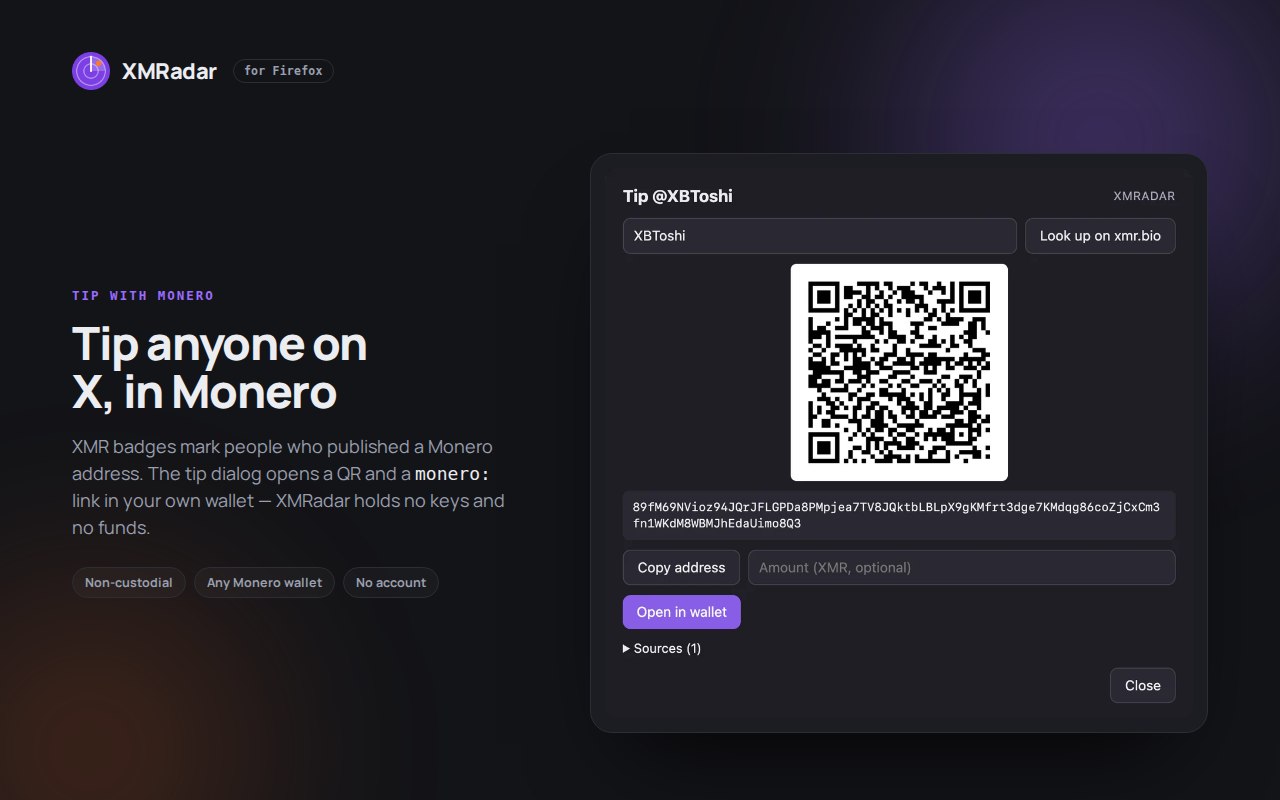 XMRadar
for Firefox
TIP WITH MONERO
Tip anyone on
X, in Monero
XMR badges mark people who published a Monero
address. The tip dialog opens a QR and a monero:
link in your own wallet — XMRadar holds no keys and
no funds.
Non-custodial
Any Monero wallet
No account
Tip @XBToshi
XMRADAR
XBToshi
Look up on xmr.bio
89fM69NVioz94JQrJFLGPDa8PMpjea7TV8JQktbLBLpX9gKMfrt3dge7KMdqg86coZjCxCm3
fn1WKdM8WBMJhEdaUimo8Q3
Copy address
Amount (XMR, optional)
Open in wallet
Sources (1)
Close